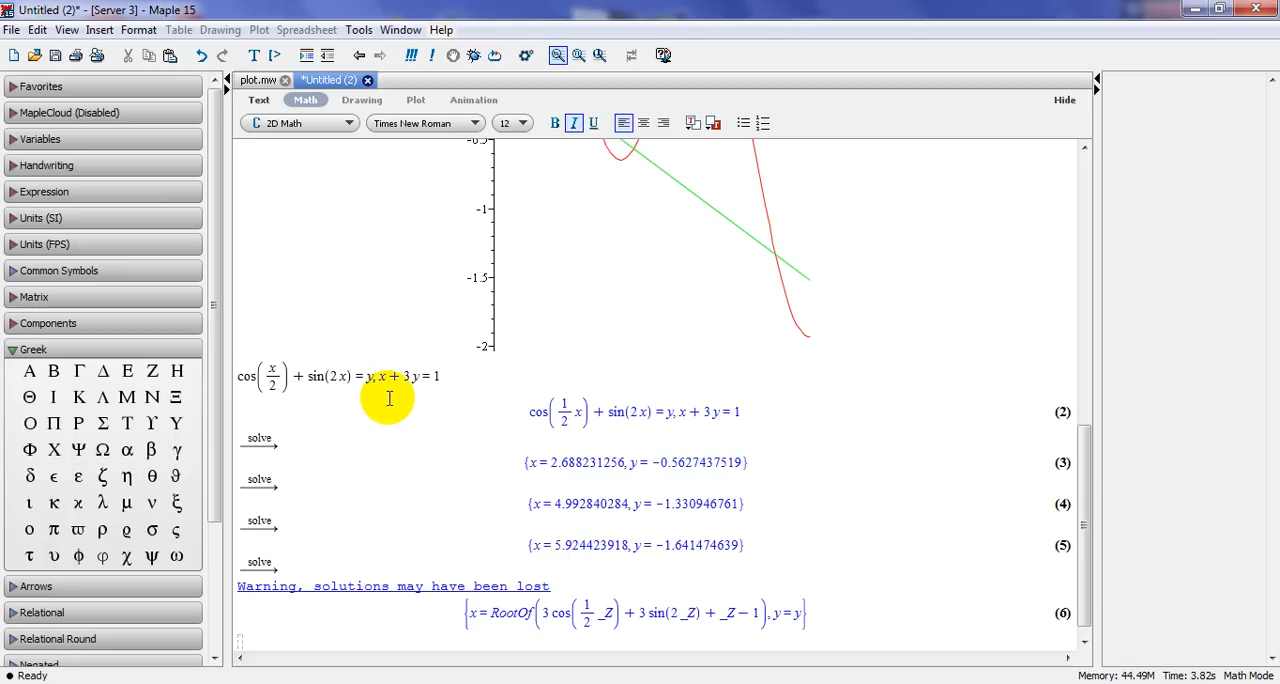 Untitled (2)* - [Server 3] - Maple 15
File Edit View Insert Format Table Drawing Plot Spreadsheet Tools Window Help
plot.mw *Untitled (2)
Text Math Drawing Plot Animation Hide
C 2D Math Times New Roman 12 B I U
Favorites
MapleCloud (Disabled)
Variables
Handwriting
Expression
Units (SI)
Units (FPS)
Common Symbols
Matrix
Components
Greek
Α Β Γ Δ Ε Ζ Η
Θ Ι Κ Λ Μ Ν Ξ
Ο Π Ρ Σ Τ ϒ Υ
Φ Χ Ψ Ω α β γ
δ ϵ ε ζ η θ ϑ
ι κ ϰ λ μ ν ξ
ο π ϖ ρ ϱ σ ς
τ υ ϕ φ χ ψ ω
Arrows
Relational
Relational Round
Negated
-0.5
-1
-1.5
-2
cos(x/2) + sin(2 x) = y, x + 3 y = 1
cos(1/2 x) + sin(2 x) = y, x + 3 y = 1 (2)
solve
{x = 2.688231256, y = −0.5627437519} (3)
solve
{x = 4.992840284, y = −1.330946761} (4)
solve
{x = 5.924423918, y = −1.641474639} (5)
solve
Warning, solutions may have been lost
{x = RootOf(3 cos(1/2 _Z) + 3 sin(2 _Z) + _Z − 1), y = y} (6)
Ready
Memory: 44.49M Time: 3.82s Math Mode